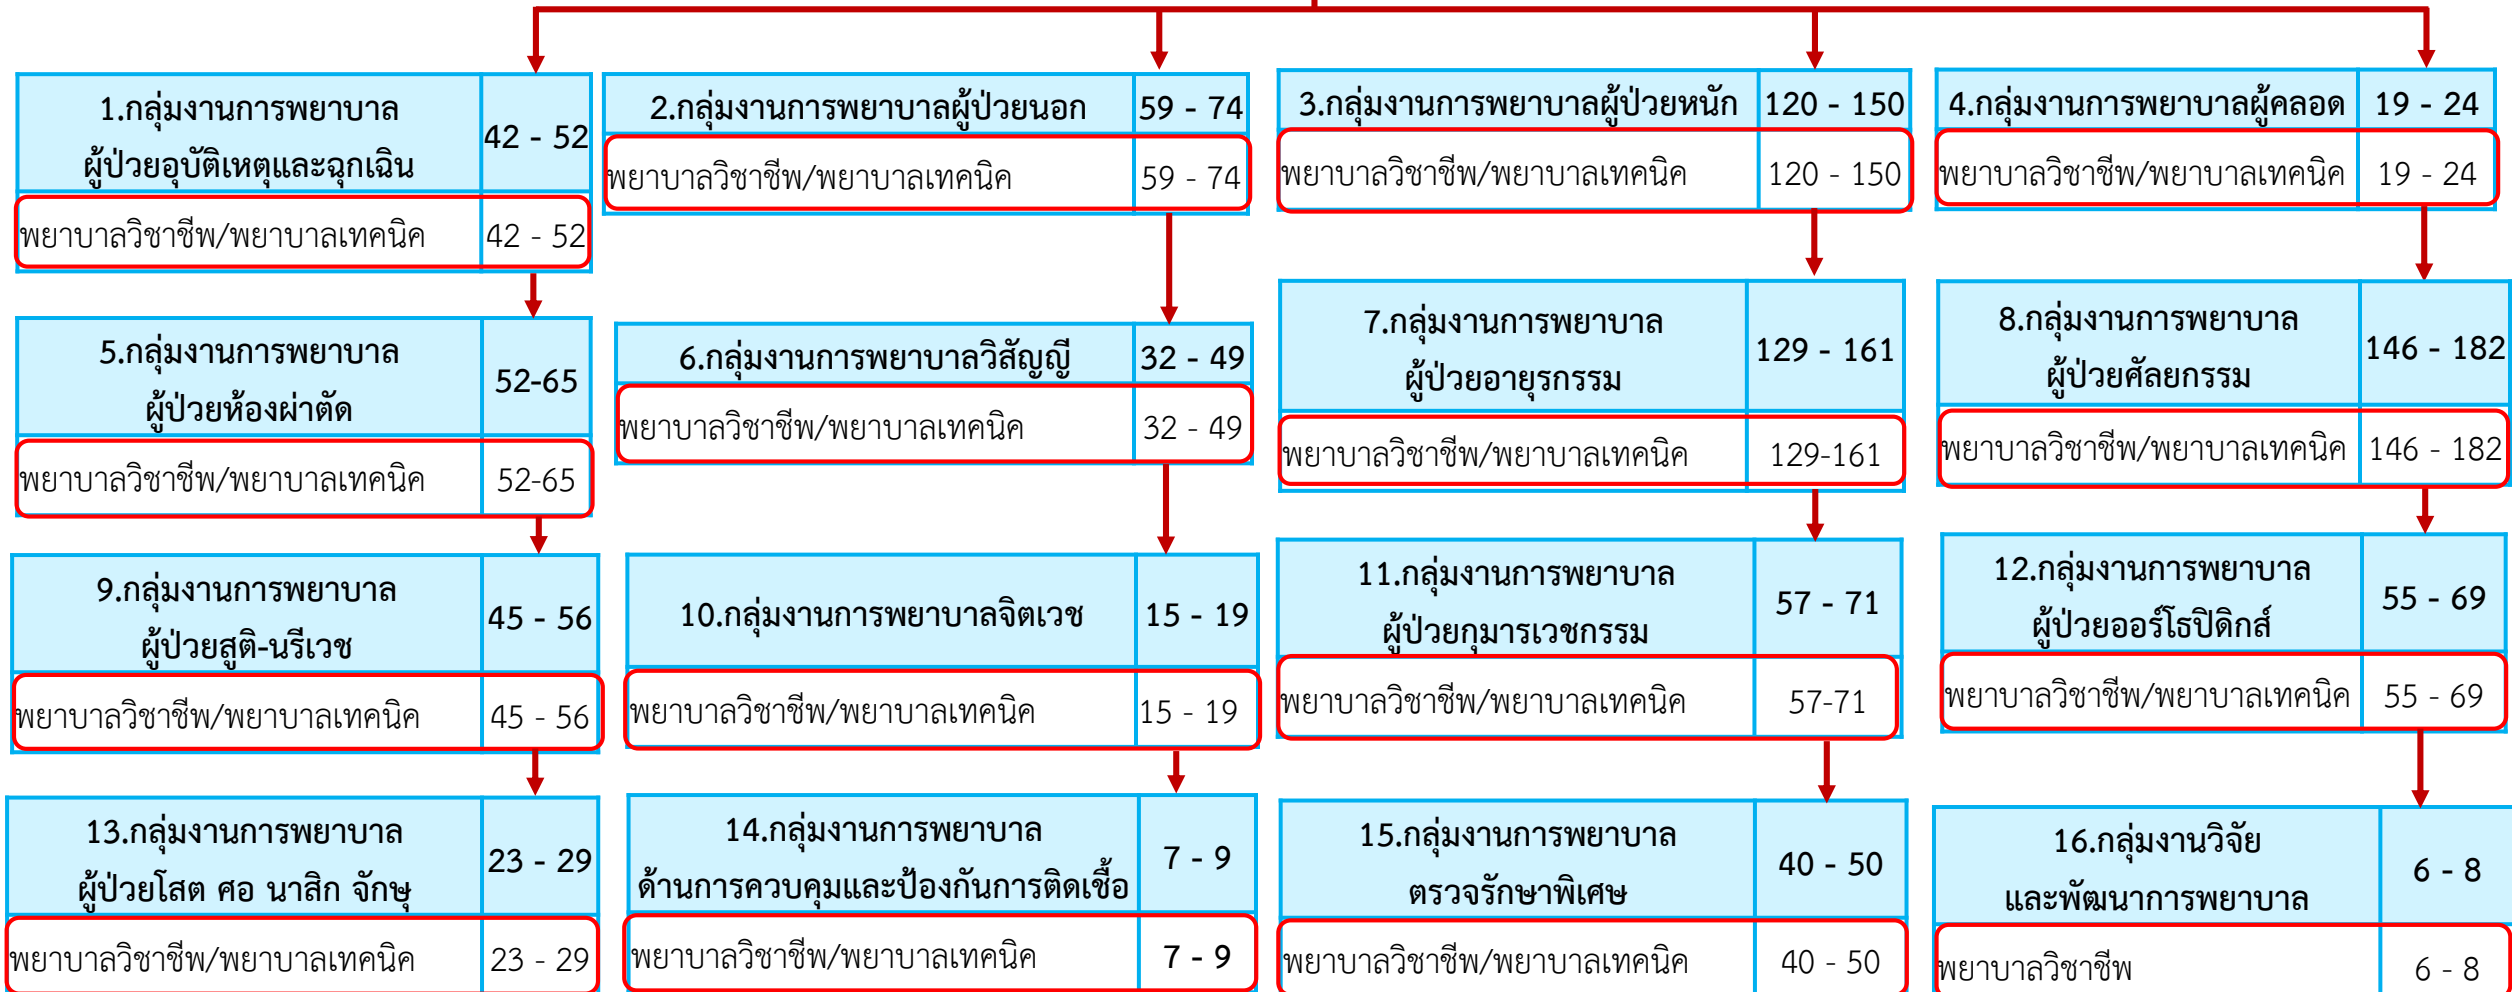 1.กลุ่มงานการพยาบาล
ผู้ป่วยอุบัติเหตุและฉุกเฉิน
42 - 52
พยาบาลวิชาชีพ/พยาบาลเทคนิค 42 - 52
2.กลุ่มงานการพยาบาลผู้ป่วยนอก 59 - 74
พยาบาลวิชาชีพ/พยาบาลเทคนิค 59 - 74
3.กลุ่มงานการพยาบาลผู้ป่วยหนัก 120 - 150
พยาบาลวิชาชีพ/พยาบาลเทคนิค 120 - 150
4.กลุ่มงานการพยาบาลผู้คลอด 19 - 24
พยาบาลวิชาชีพ/พยาบาลเทคนิค 19 - 24
5.กลุ่มงานการพยาบาล
ผู้ป่วยห้องผ่าตัด
52-65
พยาบาลวิชาชีพ/พยาบาลเทคนิค 52-65
6.กลุ่มงานการพยาบาลวิสัญญี 32 - 49
พยาบาลวิชาชีพ/พยาบาลเทคนิค 32 - 49
7.กลุ่มงานการพยาบาล
ผู้ป่วยอายุรกรรม
129 - 161
พยาบาลวิชาชีพ/พยาบาลเทคนิค 129-161
8.กลุ่มงานการพยาบาล
ผู้ป่วยศัลยกรรม
146 - 182
พยาบาลวิชาชีพ/พยาบาลเทคนิค 146 - 182
9.กลุ่มงานการพยาบาล
ผู้ป่วยสูติ-นรีเวช
45 - 56
พยาบาลวิชาชีพ/พยาบาลเทคนิค 45 - 56
10.กลุ่มงานการพยาบาลจิตเวช 15 - 19
พยาบาลวิชาชีพ/พยาบาลเทคนิค 15 - 19
11.กลุ่มงานการพยาบาล
ผู้ป่วยกุมารเวชกรรม
57 - 71
พยาบาลวิชาชีพ/พยาบาลเทคนิค 57-71
12.กลุ่มงานการพยาบาล
ผู้ป่วยออร์โธปิดิกส์
55 - 69
พยาบาลวิชาชีพ/พยาบาลเทคนิค 55 - 69
13.กลุ่มงานการพยาบาล
ผู้ป่วยโสต ศอ นาสิก จักษุ
23 - 29
พยาบาลวิชาชีพ/พยาบาลเทคนิค 23 - 29
14.กลุ่มงานการพยาบาล
ด้านการควบคุมและป้องกันการติดเชื้อ
7 - 9
พยาบาลวิชาชีพ/พยาบาลเทคนิค 7 - 9
15.กลุ่มงานการพยาบาล
ตรวจรักษาพิเศษ
40 - 50
พยาบาลวิชาชีพ/พยาบาลเทคนิค 40 - 50
16.กลุ่มงานวิจัย
และพัฒนาการพยาบาล
6 - 8
พยาบาลวิชาชีพ 6 - 8